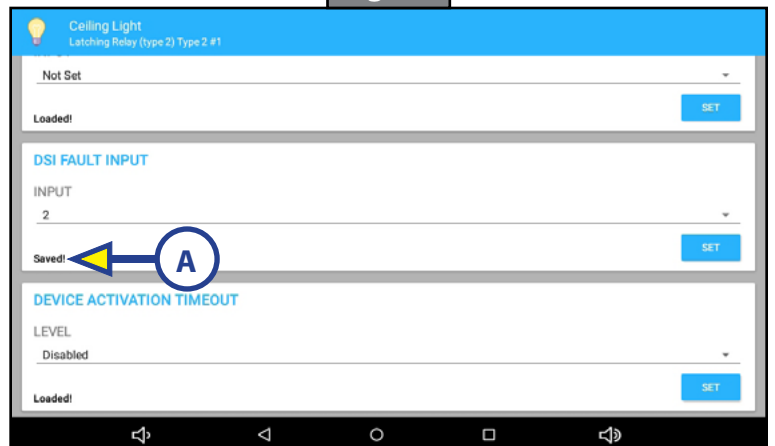 Ceiling Light
Latching Relay (type 2) Type 2 #1
Not Set
SET
Loaded!
DSI FAULT INPUT
INPUT
2
SET
Saved!
A
DEVICE ACTIVATION TIMEOUT
LEVEL
Disabled
SET
Loaded!